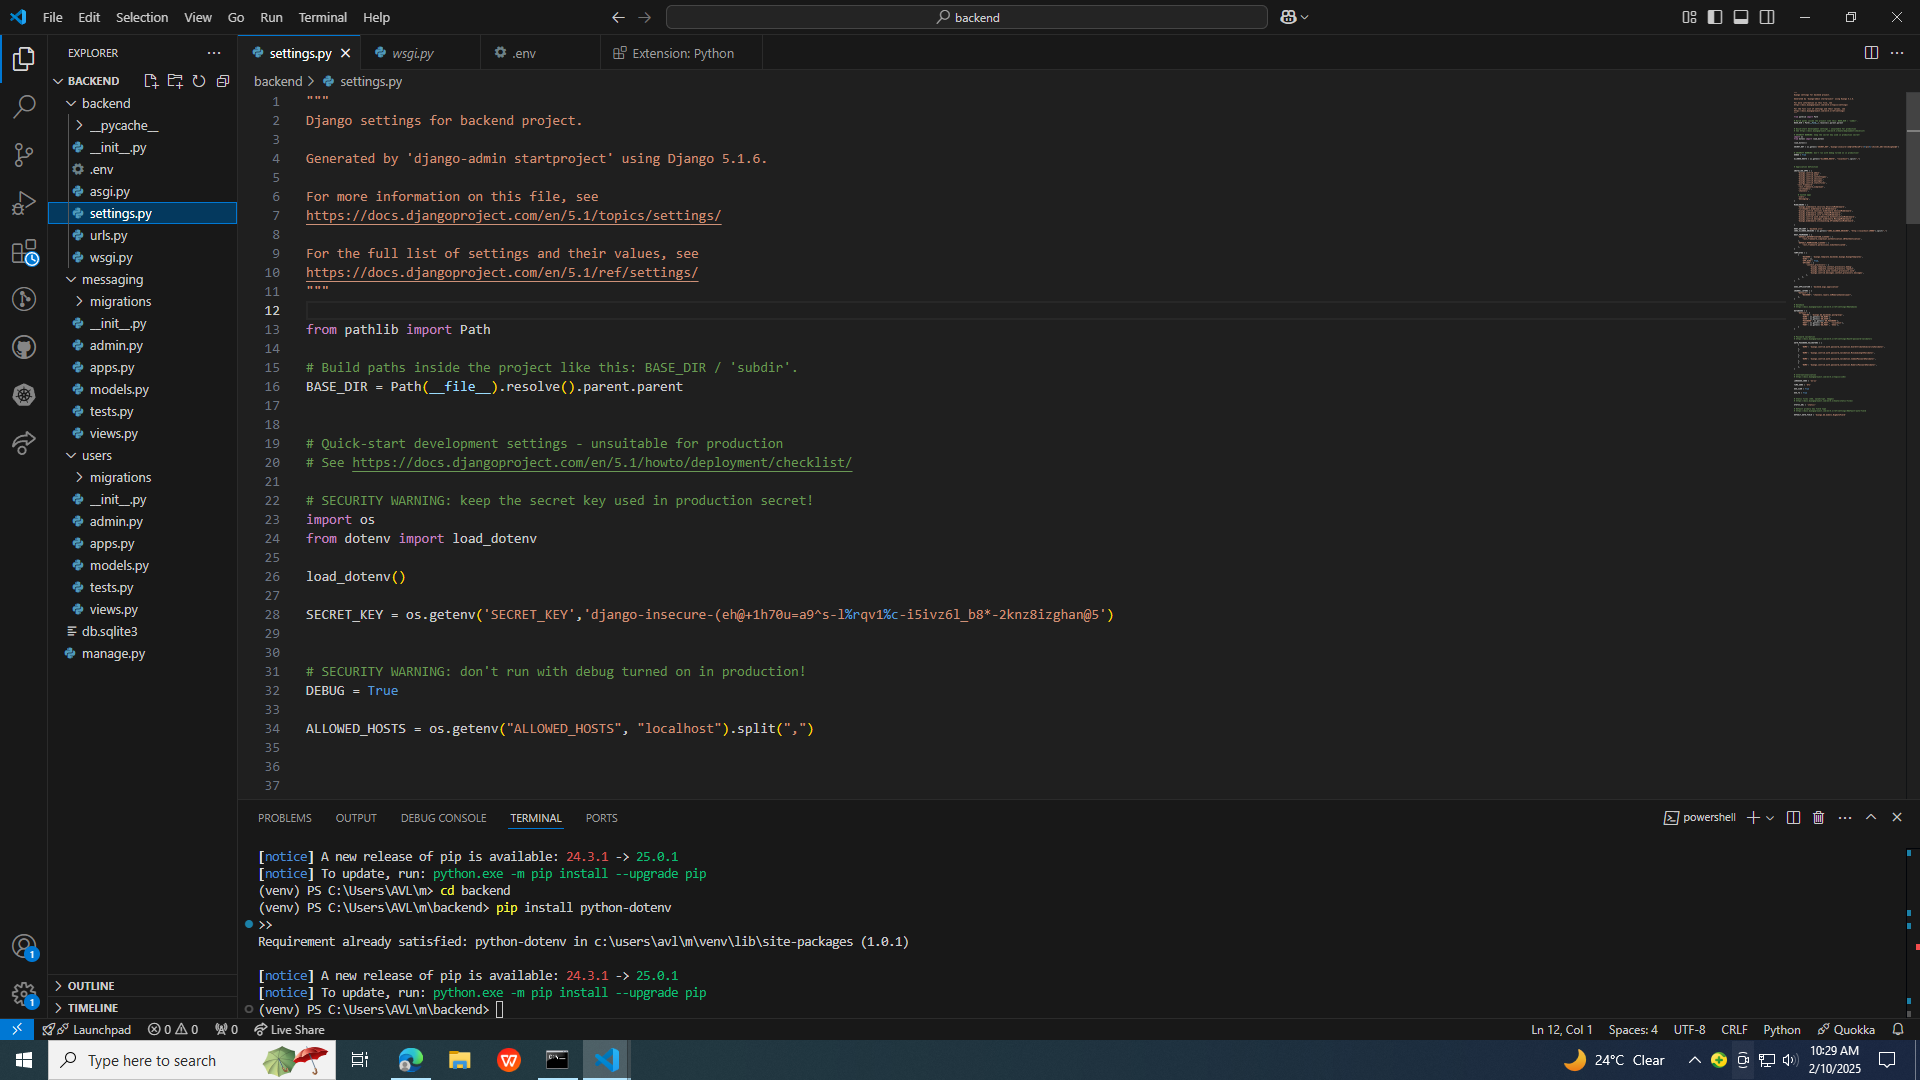 File Edit Selection View Go Run Terminal Help
backend
EXPLORER
settings.py
wsgi.py
.env
Extension: Python
BACKEND
backend
__pycache__
__init__.py
.env
asgi.py
settings.py
urls.py
wsgi.py
messaging
migrations
__init__.py
admin.py
apps.py
models.py
tests.py
views.py
users
migrations
__init__.py
admin.py
apps.py
models.py
tests.py
views.py
db.sqlite3
manage.py
OUTLINE
TIMELINE
backend > settings.py
1 """
2 Django settings for backend project.
3
4 Generated by 'django-admin startproject' using Django 5.1.6.
5
6 For more information on this file, see
7 https://docs.djangoproject.com/en/5.1/topics/settings/
8
9 For the full list of settings and their values, see
10 https://docs.djangoproject.com/en/5.1/ref/settings/
11 """
12
13 from pathlib import Path
14
15 # Build paths inside the project like this: BASE_DIR / 'subdir'.
16 BASE_DIR = Path(__file__).resolve().parent.parent
17
18
19 # Quick-start development settings - unsuitable for production
20 # See https://docs.djangoproject.com/en/5.1/howto/deployment/checklist/
21
22 # SECURITY WARNING: keep the secret key used in production secret!
23 import os
24 from dotenv import load_dotenv
25
26 load_dotenv()
27
28 SECRET_KEY = os.getenv('SECRET_KEY','django-insecure-(eh@+1h70u=a9^s-l%rqv1%c-i5ivz6l_b8*-2knz8izghan@5')
29
30
31 # SECURITY WARNING: don't run with debug turned on in production!
32 DEBUG = True
33
34 ALLOWED_HOSTS = os.getenv("ALLOWED_HOSTS", "localhost").split(",")
35
36
37
PROBLEMS OUTPUT DEBUG CONSOLE TERMINAL PORTS
powershell
[notice] A new release of pip is available: 24.3.1 -> 25.0.1
[notice] To update, run: python.exe -m pip install --upgrade pip
(venv) PS C:\Users\AVL\m> cd backend
(venv) PS C:\Users\AVL\m\backend> pip install python-dotenv
>>
Requirement already satisfied: python-dotenv in c:\users\avl\m\venv\lib\site-packages (1.0.1)
[notice] A new release of pip is available: 24.3.1 -> 25.0.1
[notice] To update, run: python.exe -m pip install --upgrade pip
(venv) PS C:\Users\AVL\m\backend>
1
1
Launchpad 0 0 0 Live Share
Ln 12, Col 1 Spaces: 4 UTF-8 CRLF Python Quokka
Type here to search
24°C Clear
10:29 AM
2/10/2025